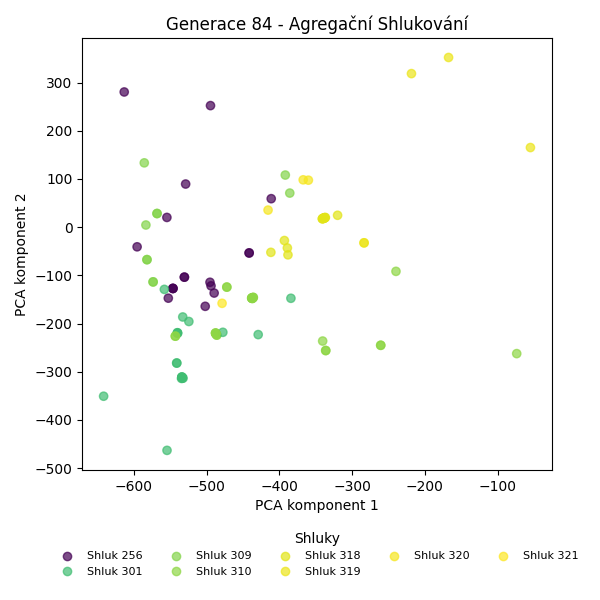 Generace 84 - Agregační Shlukování
300
200
100
0
−100
−200
−300
−400
−500
PCA komponent 2
−600 −500 −400 −300 −200 −100
PCA komponent 1
Shluky
Shluk 256 Shluk 309 Shluk 318 Shluk 320 Shluk 321
Shluk 301 Shluk 310 Shluk 319